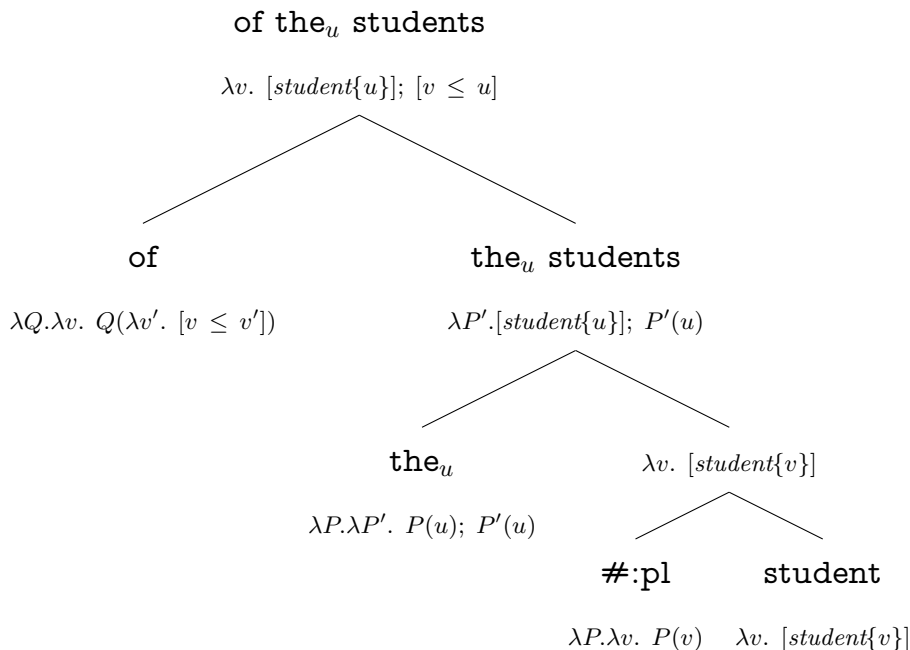 of the_u students
λv. [student{u}]; [v ≤ u]
of the_u students
λQ.λv. Q(λv′. [v ≤ v′]) λP′.[student{u}]; P′(u)
the_u λv. [student{v}]
λP.λP′. P(u); P′(u)
#:pl student
λP.λv. P(v) λv. [student{v}]